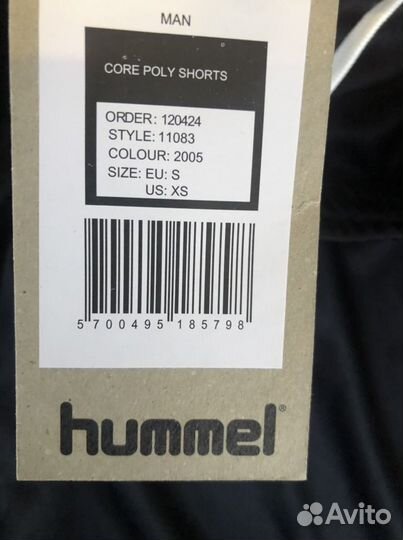 MAN
CORE POLY SHORTS
ORDER: 120424
STYLE: 11083
COLOUR: 2005
SIZE: EU: S
US: XS
5 700495 185798
hummel®
Avito